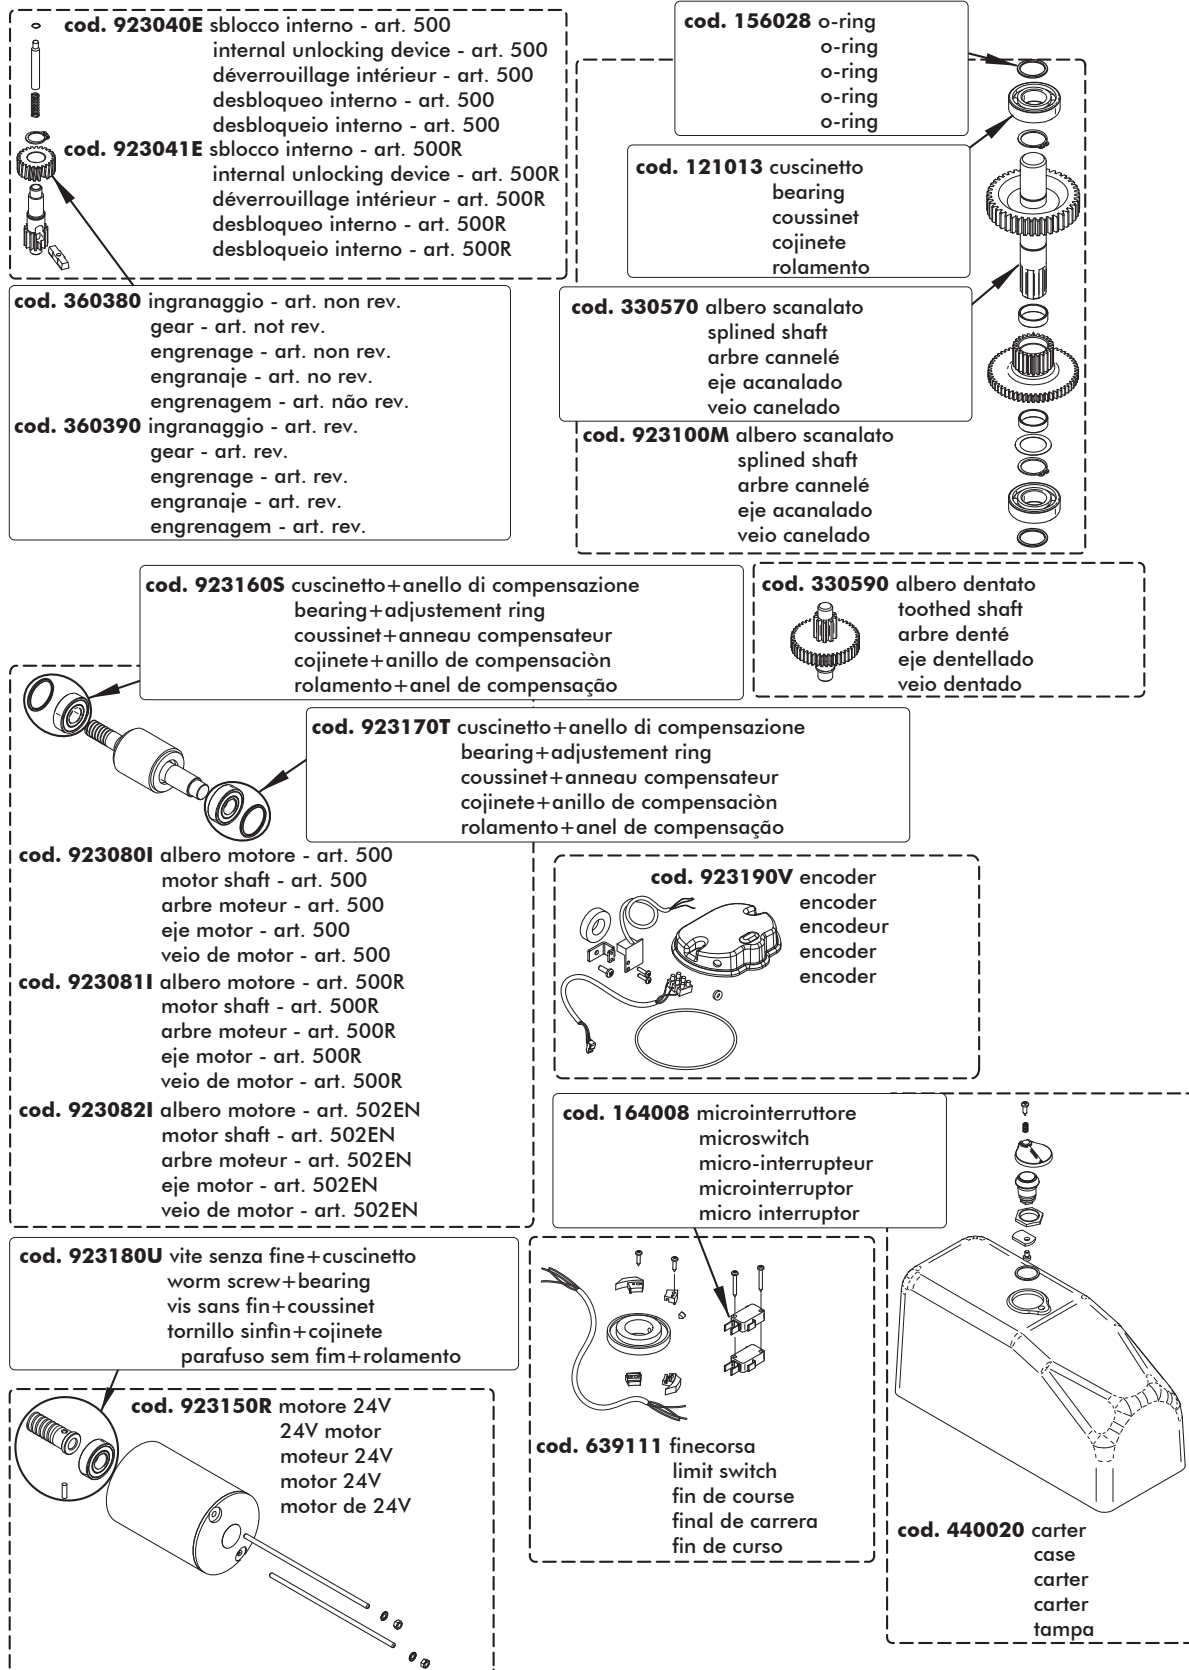 cod. 923040E sblocco interno - art. 500
internal unlocking device - art. 500
déverrouillage intérieur - art. 500
desbloqueo interno - art. 500
desbloqueio interno - art. 500
cod. 923041E sblocco interno - art. 500R
internal unlocking device - art. 500R
déverrouillage intérieur - art. 500R
desbloqueo interno - art. 500R
desbloqueio interno - art. 500R
cod. 360380 ingranaggio - art. non rev.
gear - art. not rev.
engrenage - art. non rev.
engranaje - art. no rev.
engrenagem - art. não rev.
cod. 360390 ingranaggio - art. rev.
gear - art. rev.
engrenage - art. rev.
engranaje - art. rev.
engrenagem - art. rev.
cod. 156028 o-ring
o-ring
o-ring
o-ring
o-ring
cod. 121013 cuscinetto
bearing
coussinet
cojinete
rolamento
cod. 330570 albero scanalato
splined shaft
arbre cannelé
eje acanalado
veio canelado
cod. 923100M albero scanalato
splined shaft
arbre cannelé
eje acanalado
veio canelado
cod. 923160S cuscinetto+anello di compensazione
bearing+adjustement ring
coussinet+anneau compensateur
cojinete+anillo de compensaciòn
rolamento+anel de compensação
cod. 330590 albero dentato
toothed shaft
arbre denté
eje dentellado
veio dentado
cod. 923170T cuscinetto+anello di compensazione
bearing+adjustement ring
coussinet+anneau compensateur
cojinete+anillo de compensaciòn
rolamento+anel de compensação
cod. 923080I albero motore - art. 500
motor shaft - art. 500
arbre moteur - art. 500
eje motor - art. 500
veio de motor - art. 500
cod. 923081I albero motore - art. 500R
motor shaft - art. 500R
arbre moteur - art. 500R
eje motor - art. 500R
veio de motor - art. 500R
cod. 923082I albero motore - art. 502EN
motor shaft - art. 502EN
arbre moteur - art. 502EN
eje motor - art. 502EN
veio de motor - art. 502EN
cod. 923190V encoder
encoder
encodeur
encoder
encoder
cod. 164008 microinterruttore
microswitch
micro-interrupteur
microinterruptor
micro interruptor
cod. 923180U vite senza fine+cuscinetto
worm screw+bearing
vis sans fin+coussinet
tornillo sinfìn+cojinete
parafuso sem fim+rolamento
cod. 923150R motore 24V
24V motor
moteur 24V
motor 24V
motor de 24V
cod. 639111 finecorsa
limit switch
fin de course
final de carrera
fin de curso
cod. 440020 carter
case
carter
carter
tampa